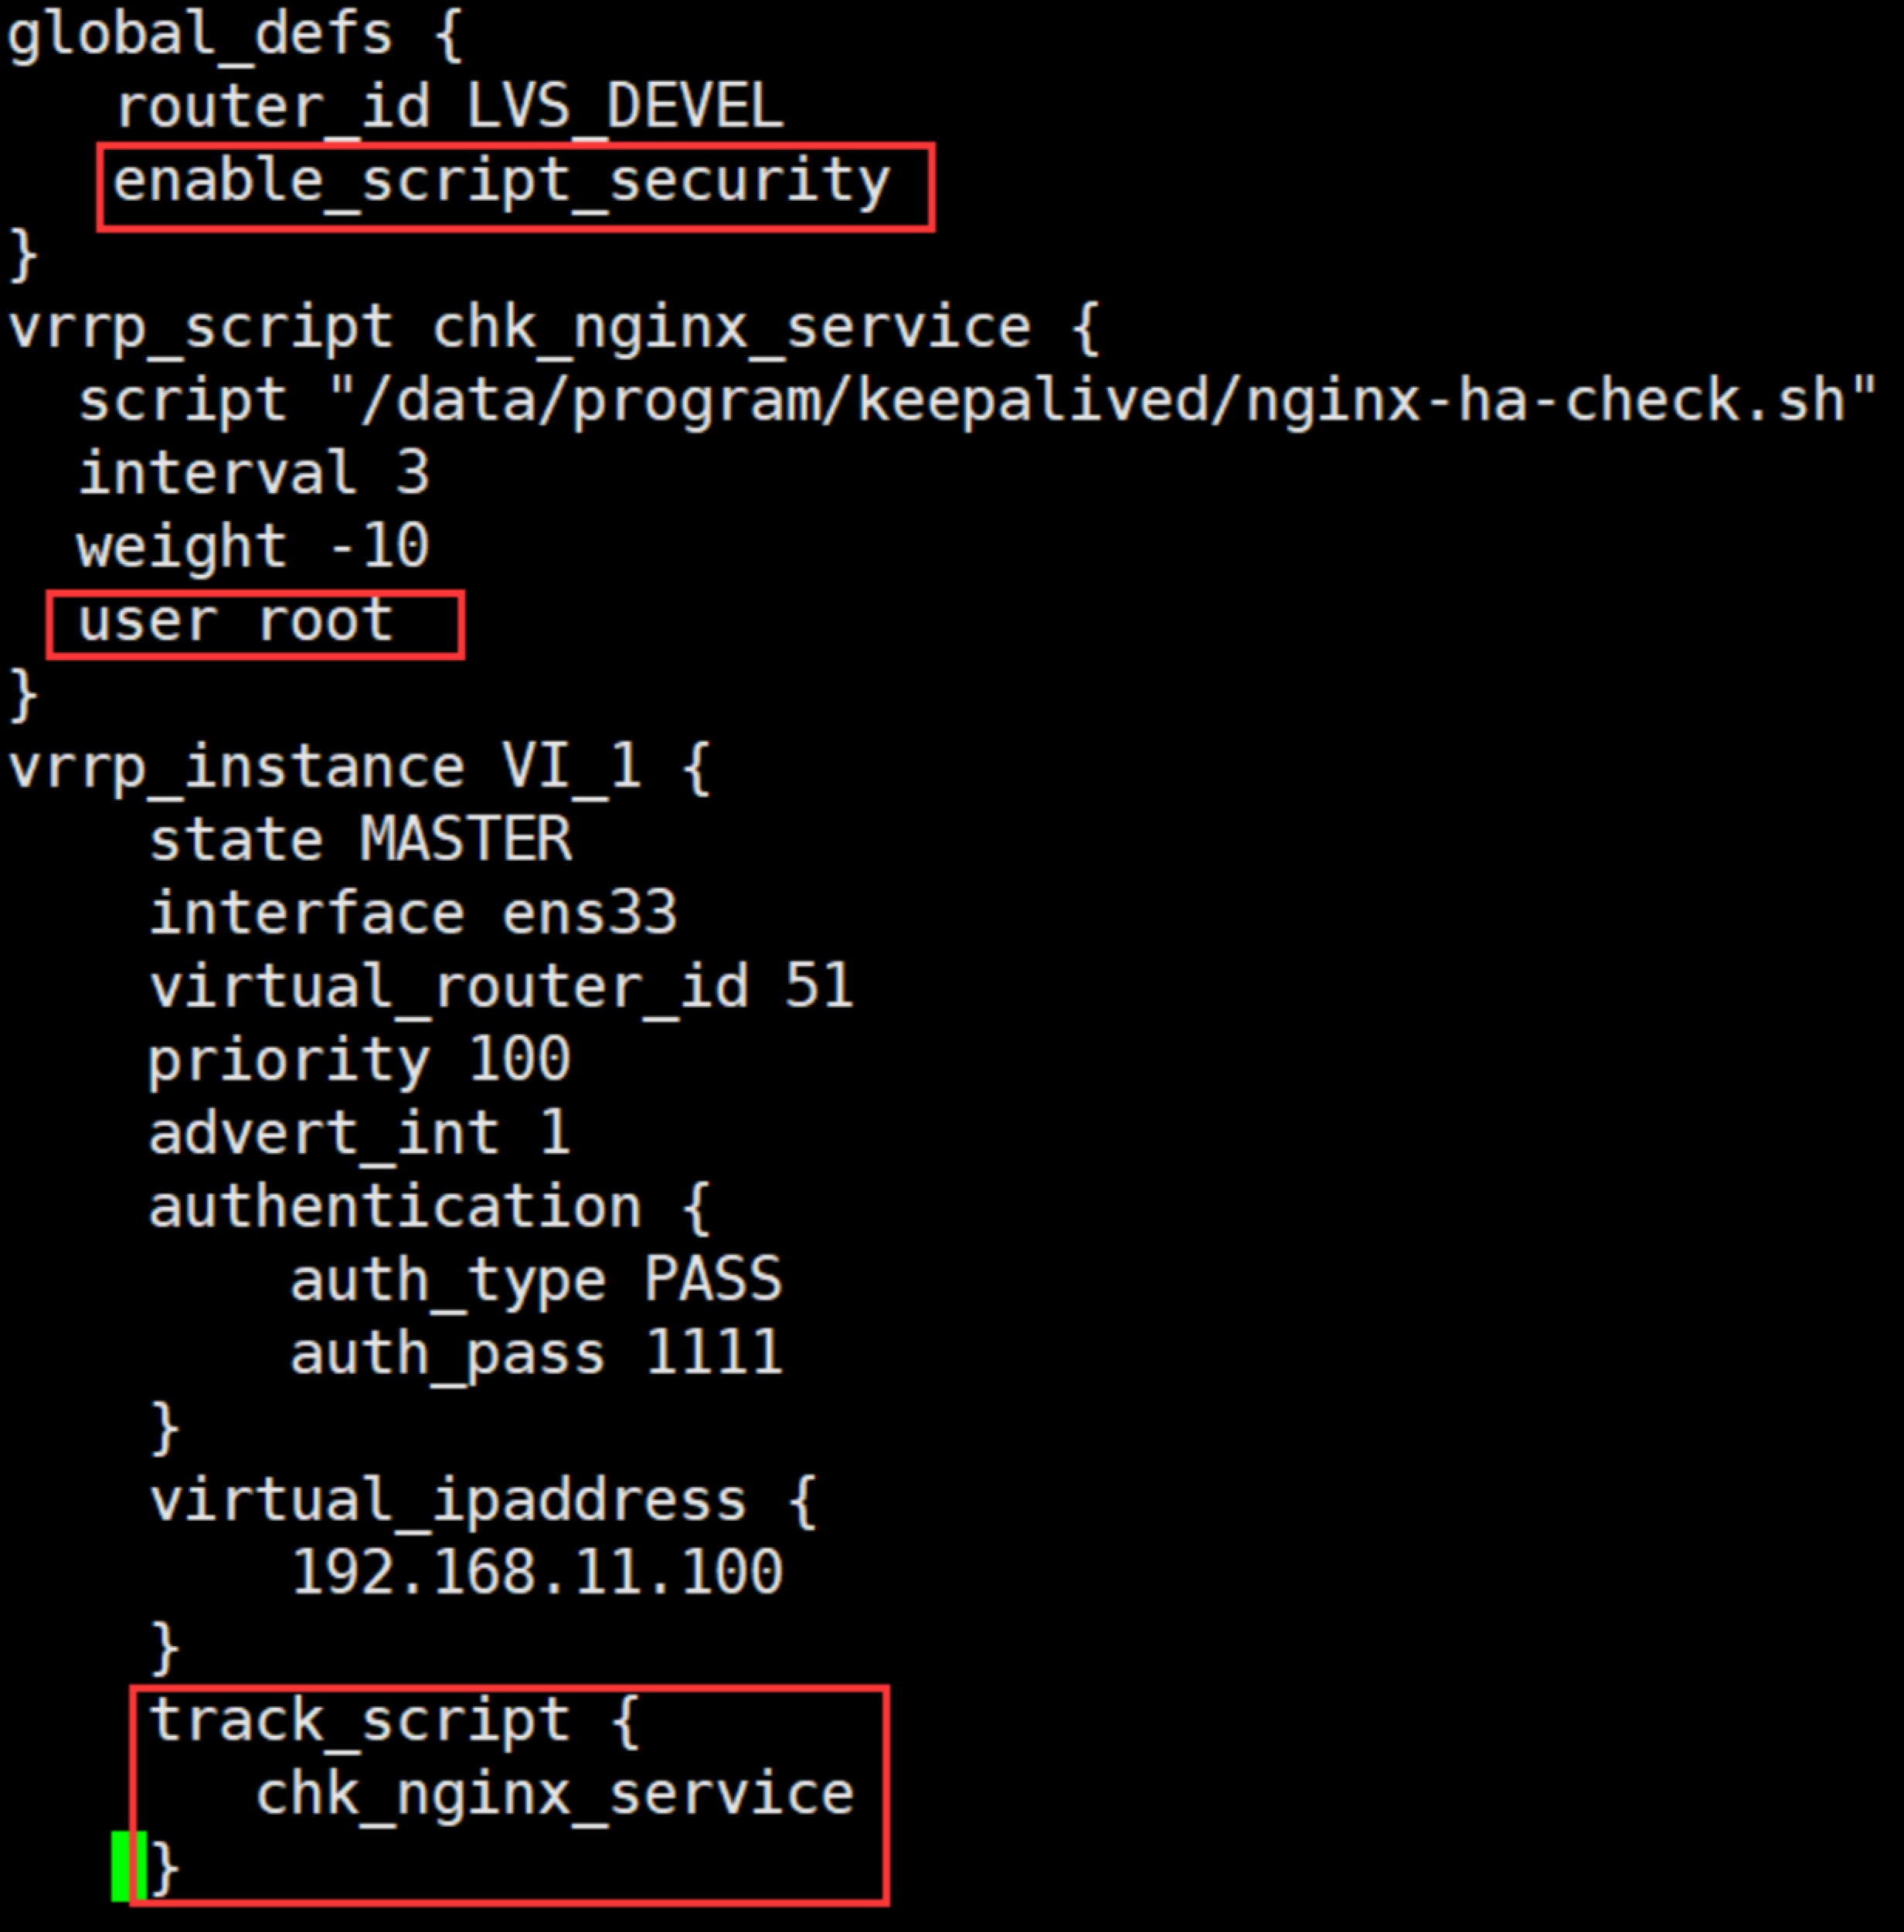 global_defs {
   router_id LVS_DEVEL
   enable_script_security
}
vrrp_script chk_nginx_service {
  script "/data/program/keepalived/nginx-ha-check.sh"
  interval 3
  weight -10
  user root
}
vrrp_instance VI_1 {
    state MASTER
    interface ens33
    virtual_router_id 51
    priority 100
    advert_int 1
    authentication {
        auth_type PASS
        auth_pass 1111
    }
    virtual_ipaddress {
        192.168.11.100
    }
    track_script {
       chk_nginx_service
    }